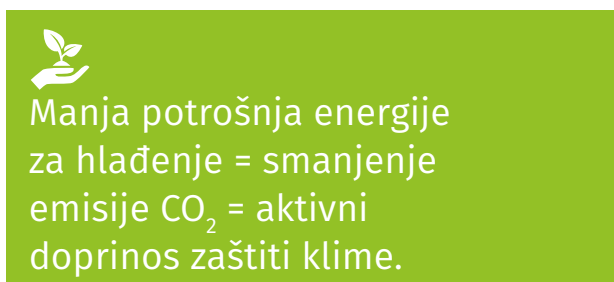 Manja potrošnja energije
za hlađenje = smanjenje
emisije CO₂ = aktivni
doprinos zaštiti klime.